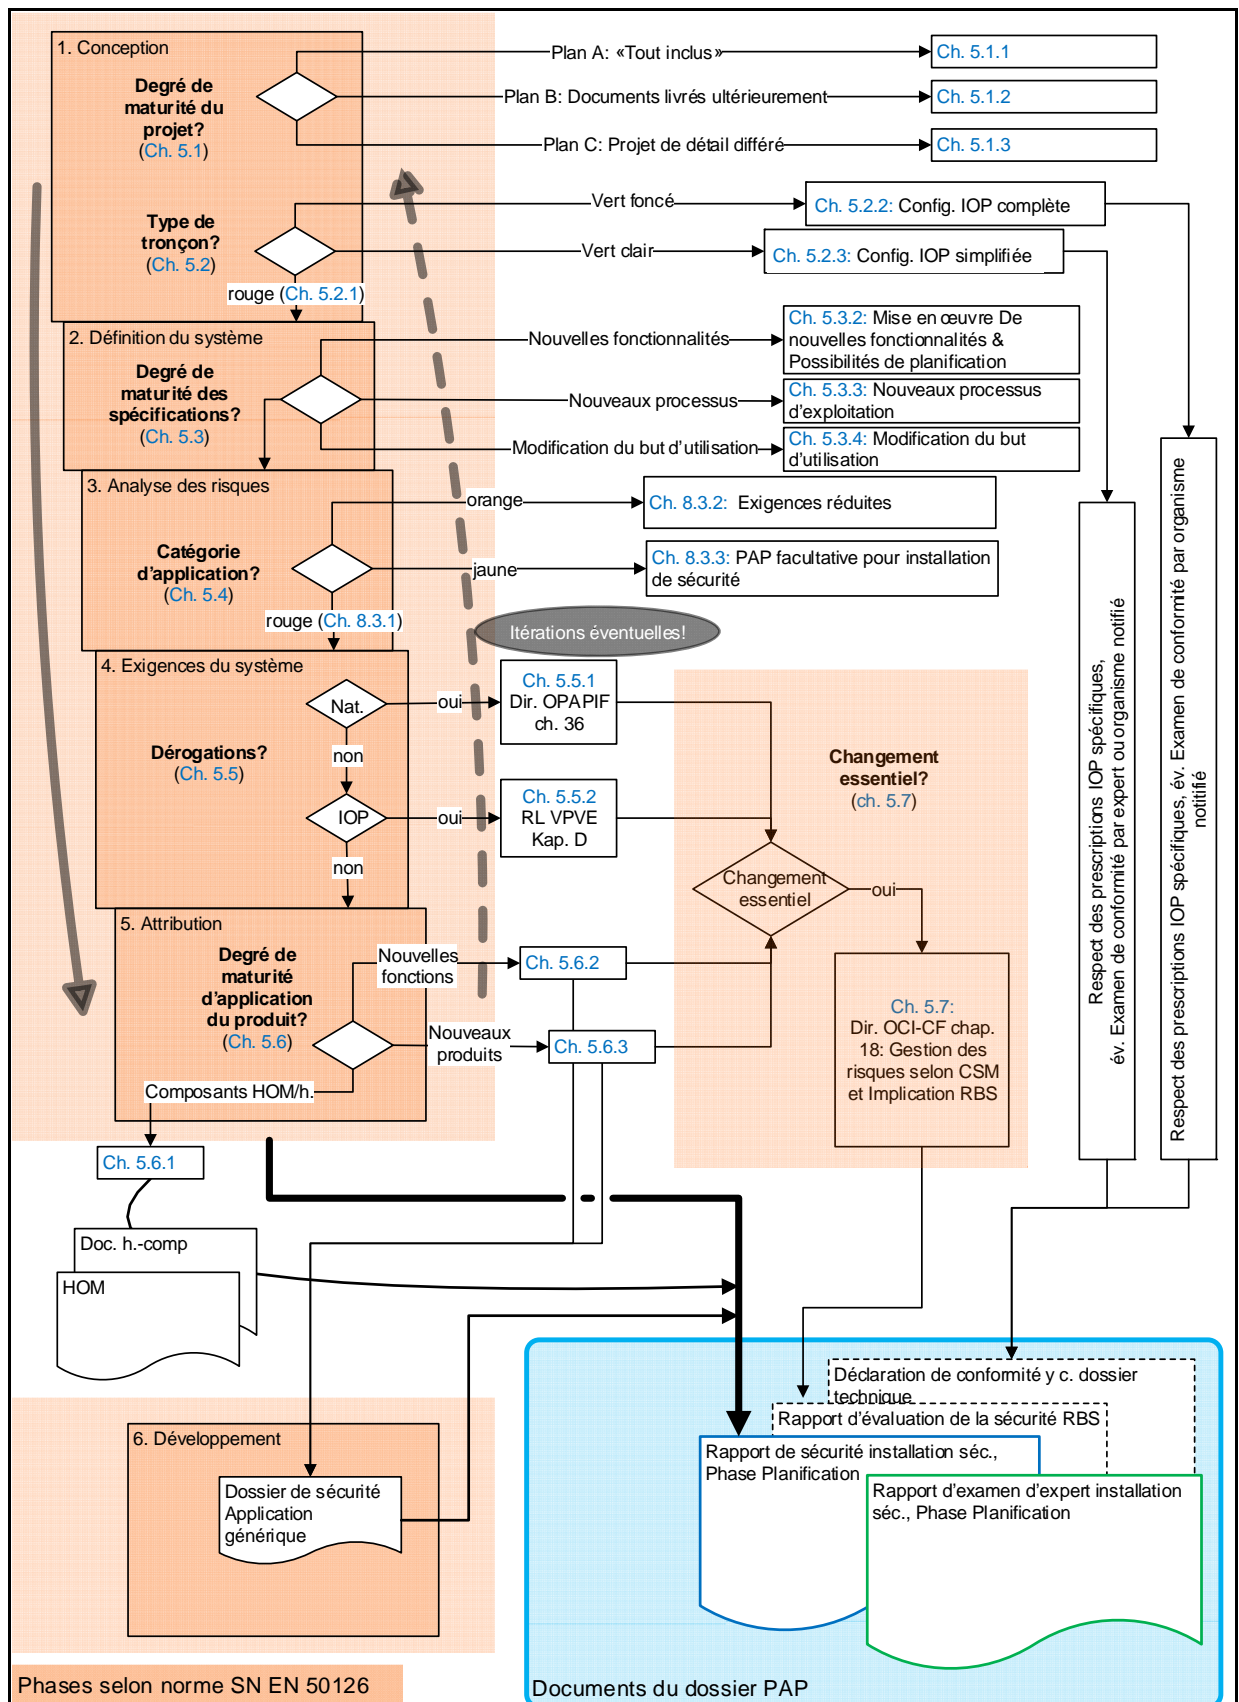 1. Conception
Degré de
maturité du
projet?
(Ch. 5.1)
Plan A: «Tout inclus»
Ch. 5.1.1
Plan B: Documents livrés ultérieurement
Ch. 5.1.2
Plan C: Projet de détail différé
Ch. 5.1.3
Type de
tronçon?
(Ch. 5.2)
Vert foncé
Ch. 5.2.2: Config. IOP complète
Vert clair
Ch. 5.2.3: Config. IOP simplifiée
rouge (Ch. 5.2.1)
2. Définition du système
Degré de
maturité des
spécifications?
(Ch. 5.3)
Nouvelles fonctionnalités
Ch. 5.3.2: Mise en œuvre De
nouvelles fonctionnalités &
Possibilités de planification
Nouveaux processus
Ch. 5.3.3: Nouveaux processus
d'exploitation
Modification du but d'utilisation
Ch. 5.3.4: Modification du but
d'utilisation
3. Analyse des risques
Catégorie
d'application?
(Ch. 5.4)
orange
Ch. 8.3.2: Exigences réduites
jaune
Ch. 8.3.3: PAP facultative pour installation
de sécurité
rouge (Ch. 8.3.1)
Itérations éventuelles!
4. Exigences du système
Dérogations?
(Ch. 5.5)
Nat.
oui
Ch. 5.5.1
Dir. OPAPIF
ch. 36
non
IOP
oui
Ch. 5.5.2
RL VPVE
Kap. D
non
Changement
essentiel?
(ch. 5.7)
Changement
essentiel
oui
Ch. 5.7:
Dir. OCI-CF chap.
18: Gestion des
risques selon CSM
et Implication RBS
Respect des prescriptions IOP spécifiques,
év. Examen de conformité par expert ou organisme notifié
Respect des prescriptions IOP spécifiques, év. Examen de conformité par organisme
notitifié
5. Attribution
Degré de
maturité
d'application
du produit?
(Ch. 5.6)
Nouvelles
fonctions
Ch. 5.6.2
Nouveaux
produits
Ch. 5.6.3
Composants HOM/h.
Ch. 5.6.1
Doc. h.-comp
HOM
6. Développement
Dossier de sécurité
Application
générique
Déclaration de conformité y c. dossier
technique
Rapport d'évaluation de la sécurité RBS
Rapport de sécurité installation séc.,
Phase Planification
Rapport d'examen d'expert installation
séc., Phase Planification
Phases selon norme SN EN 50126
Documents du dossier PAP